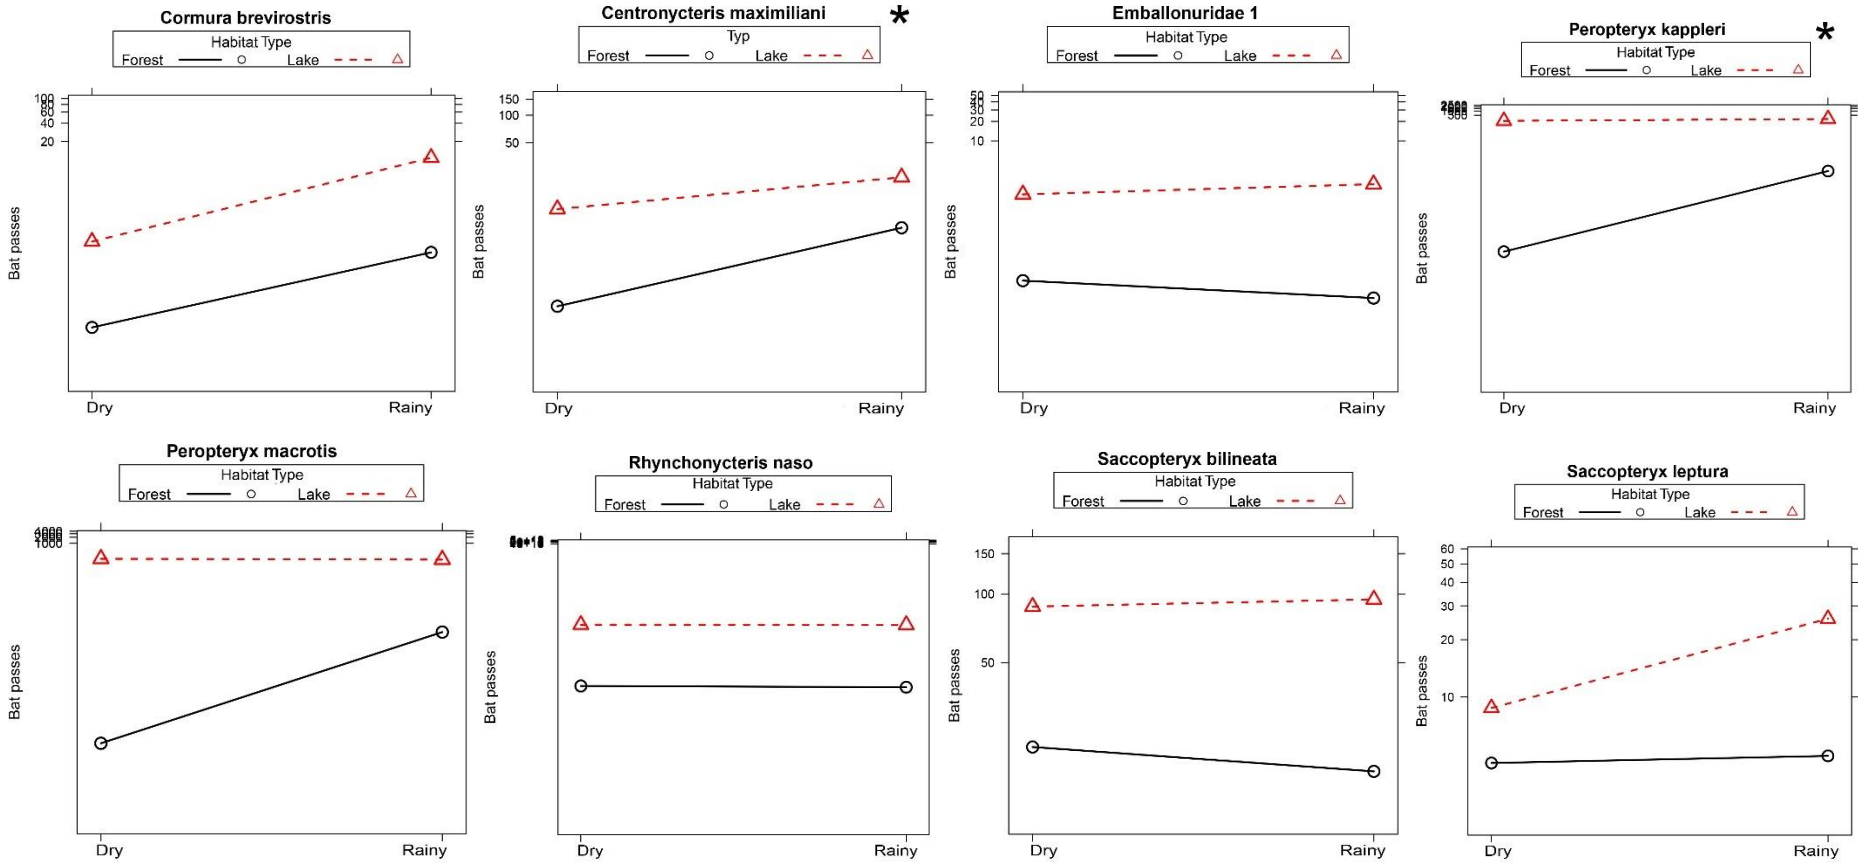 Cormura brevirostris
Habitat Type
Forest Lake
100
80
60
40
20
Bat passes
Dry Rainy
Centronycteris maximiliani *
Typ
Forest Lake
150
100
50
Bat passes
Dry Rainy
Emballonuridae 1
Habitat Type
Forest Lake
50
40
30
20
10
Bat passes
Dry Rainy
Peropteryx kappleri *
Habitat Type
Forest Lake
500
Bat passes
Dry Rainy
Peropteryx macrotis
Habitat Type
Forest Lake
4000
1000
Bat passes
Dry Rainy
Rhynchonycteris naso
Habitat Type
Forest Lake
Bat passes
Dry Rainy
Saccopteryx bilineata
Habitat Type
Forest Lake
150
100
50
Bat passes
Dry Rainy
Saccopteryx leptura
Habitat Type
Forest Lake
60
50
40
30
20
10
Bat passes
Dry Rainy